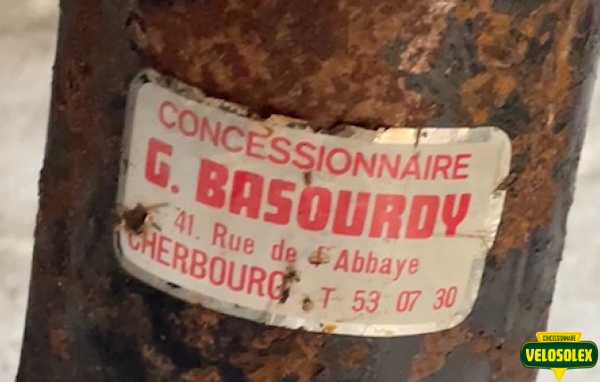 CONCESSIONNAIRE
G. BASOURDY
41. Rue de l'Abbaye
CHERBOURG T 53 07 30
CONCESSIONNAIRE
VELOSOLEX